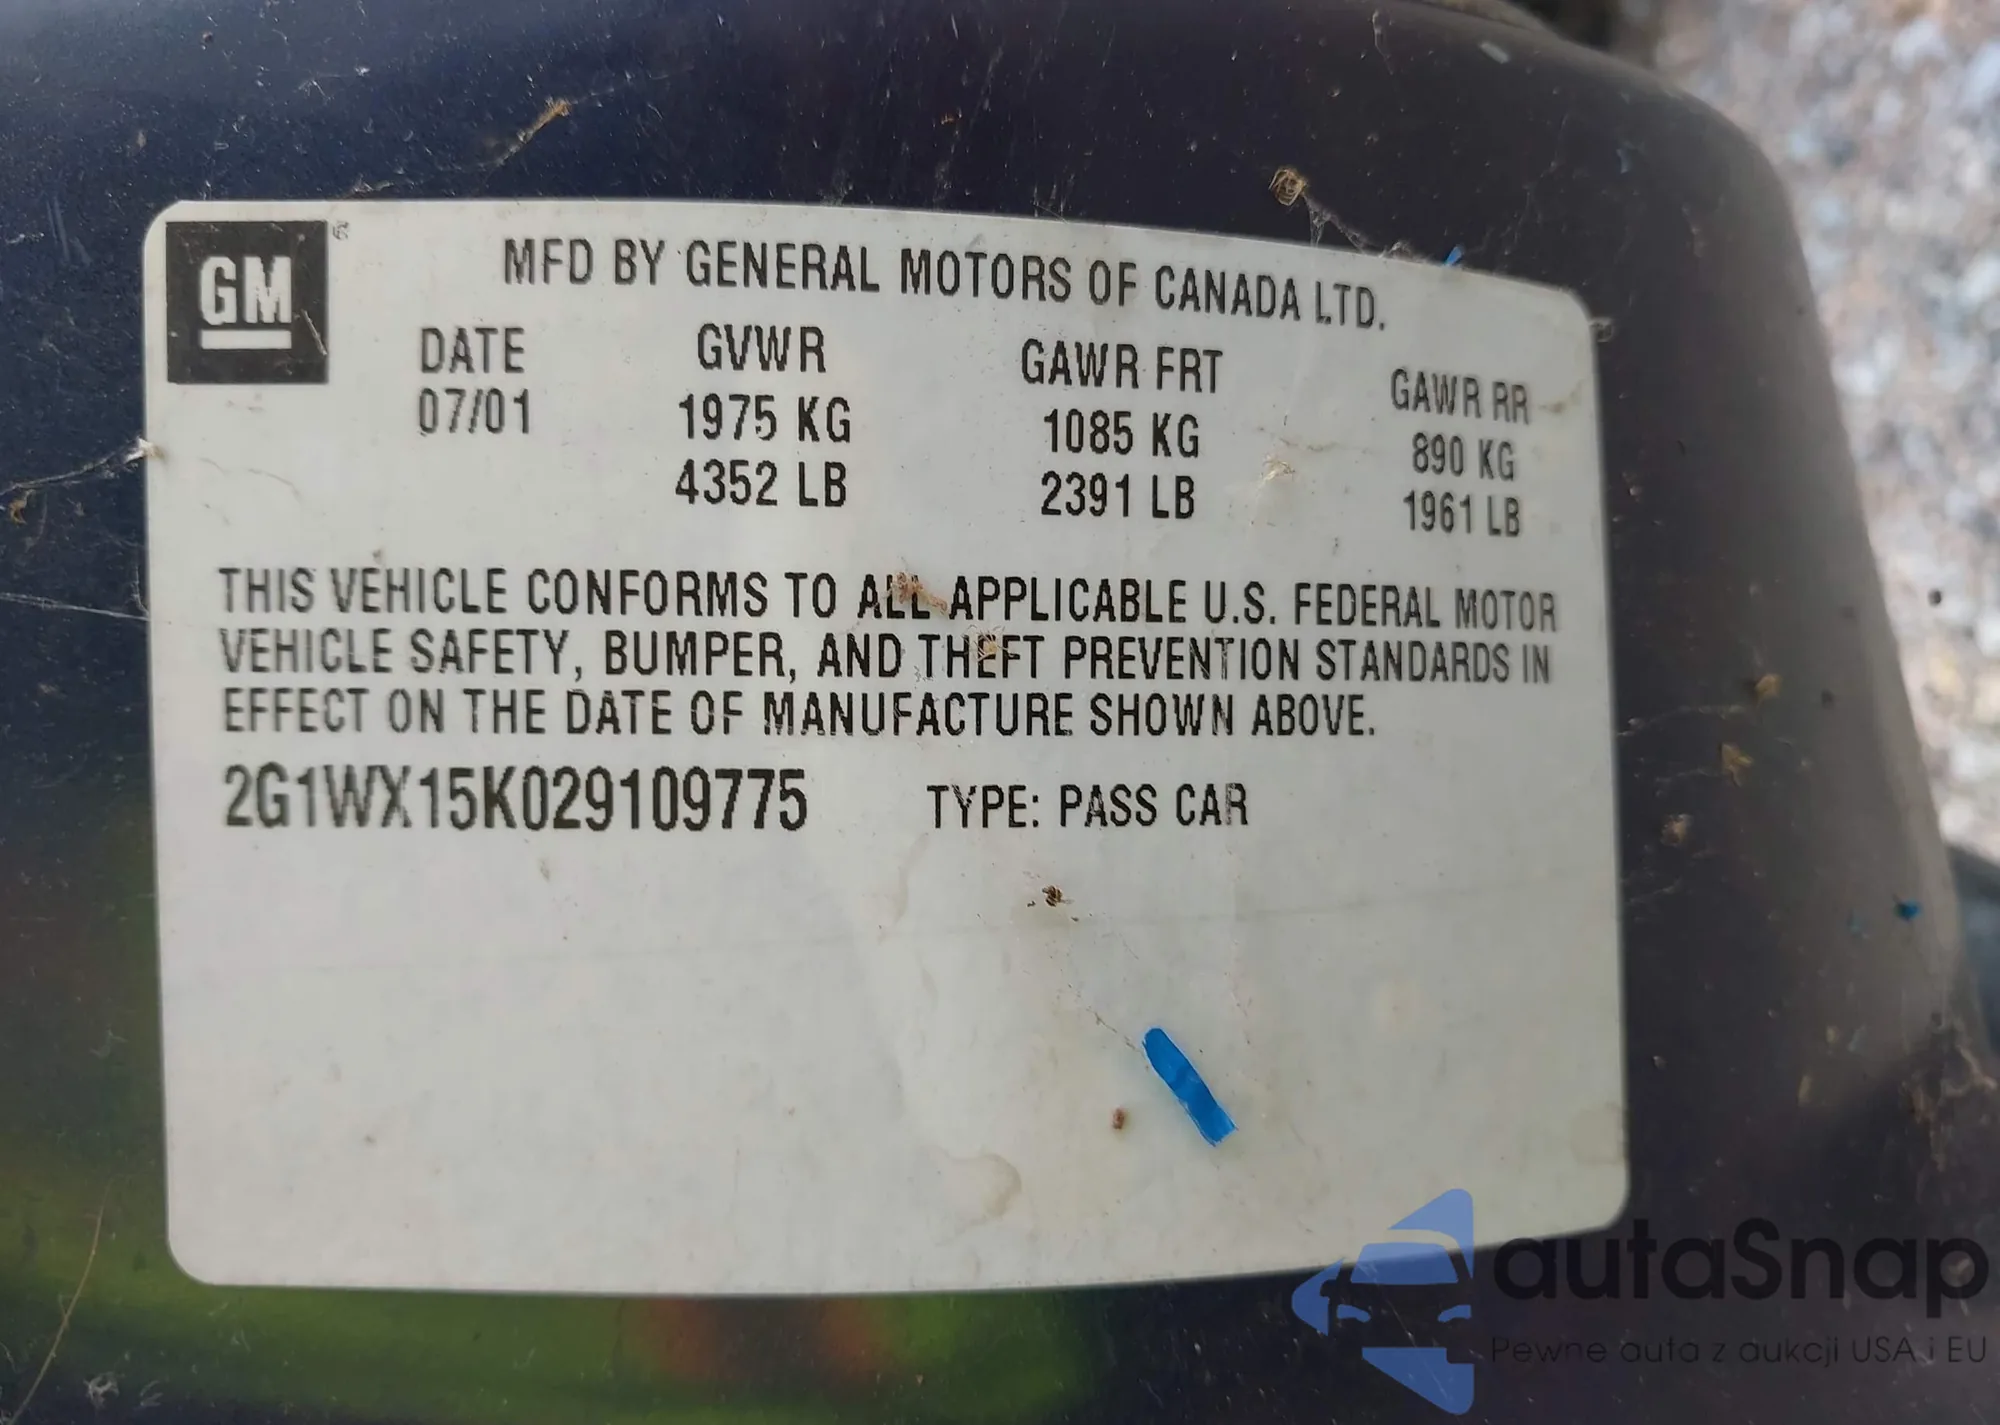 GM
MFD BY GENERAL MOTORS OF CANADA LTD.
DATE GVWR GAWR FRT GAWR RR
07/01 1975 KG 1085 KG 890 KG
4352 LB 2391 LB 1961 LB
THIS VEHICLE CONFORMS TO ALL APPLICABLE U.S. FEDERAL MOTOR
VEHICLE SAFETY, BUMPER, AND THEFT PREVENTION STANDARDS IN
EFFECT ON THE DATE OF MANUFACTURE SHOWN ABOVE.
2G1WX15K029109775 TYPE: PASS CAR
autaSnap
Pewne auta z aukcji USA i EU